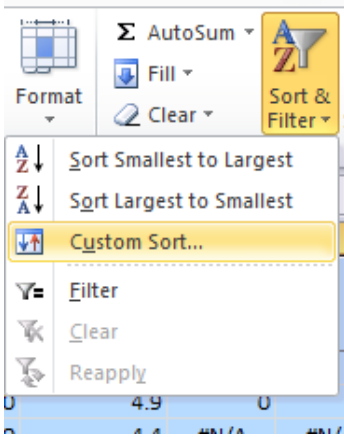 Σ AutoSum
Fill
Format
Clear
Sort &
Filter
Sort Smallest to Largest
Sort Largest to Smallest
Custom Sort...
Filter
Clear
Reapply
0 4.9 0
4.4 #N/A #N/